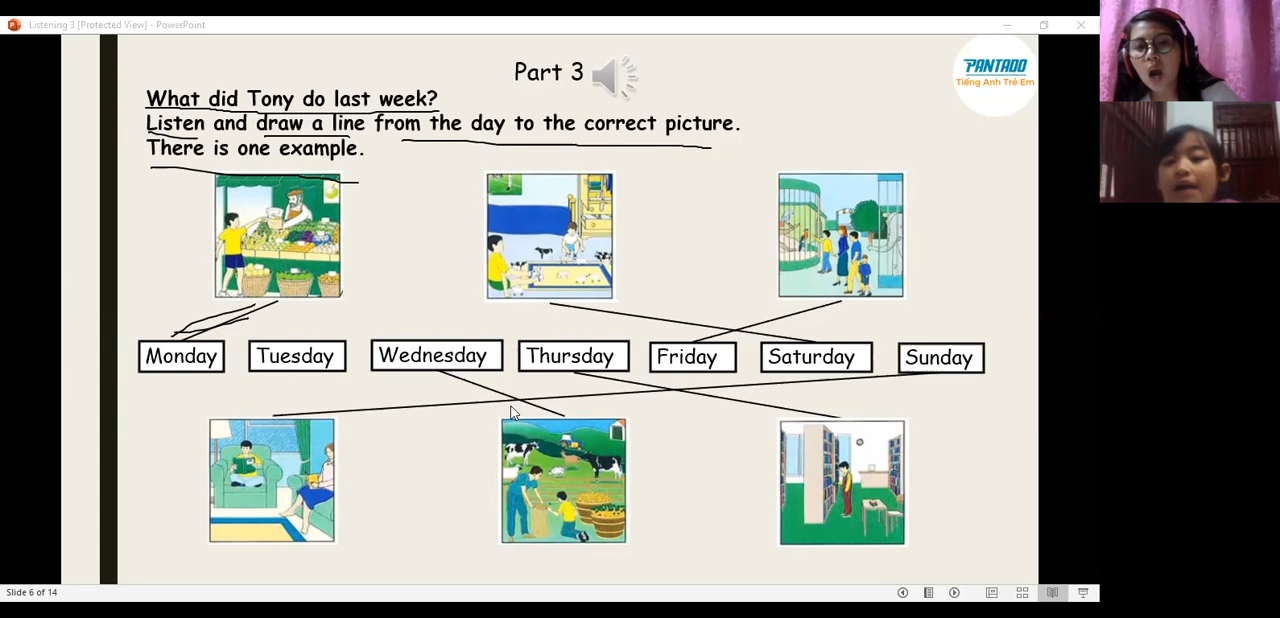 Listening 3 [Protected View] - PowerPoint
Part 3
PANTADO
Tiếng Anh Trẻ Em
What did Tony do last week?
Listen and draw a line from the day to the correct picture.
There is one example.
Monday Tuesday Wednesday Thursday Friday Saturday Sunday
Slide 6 of 14